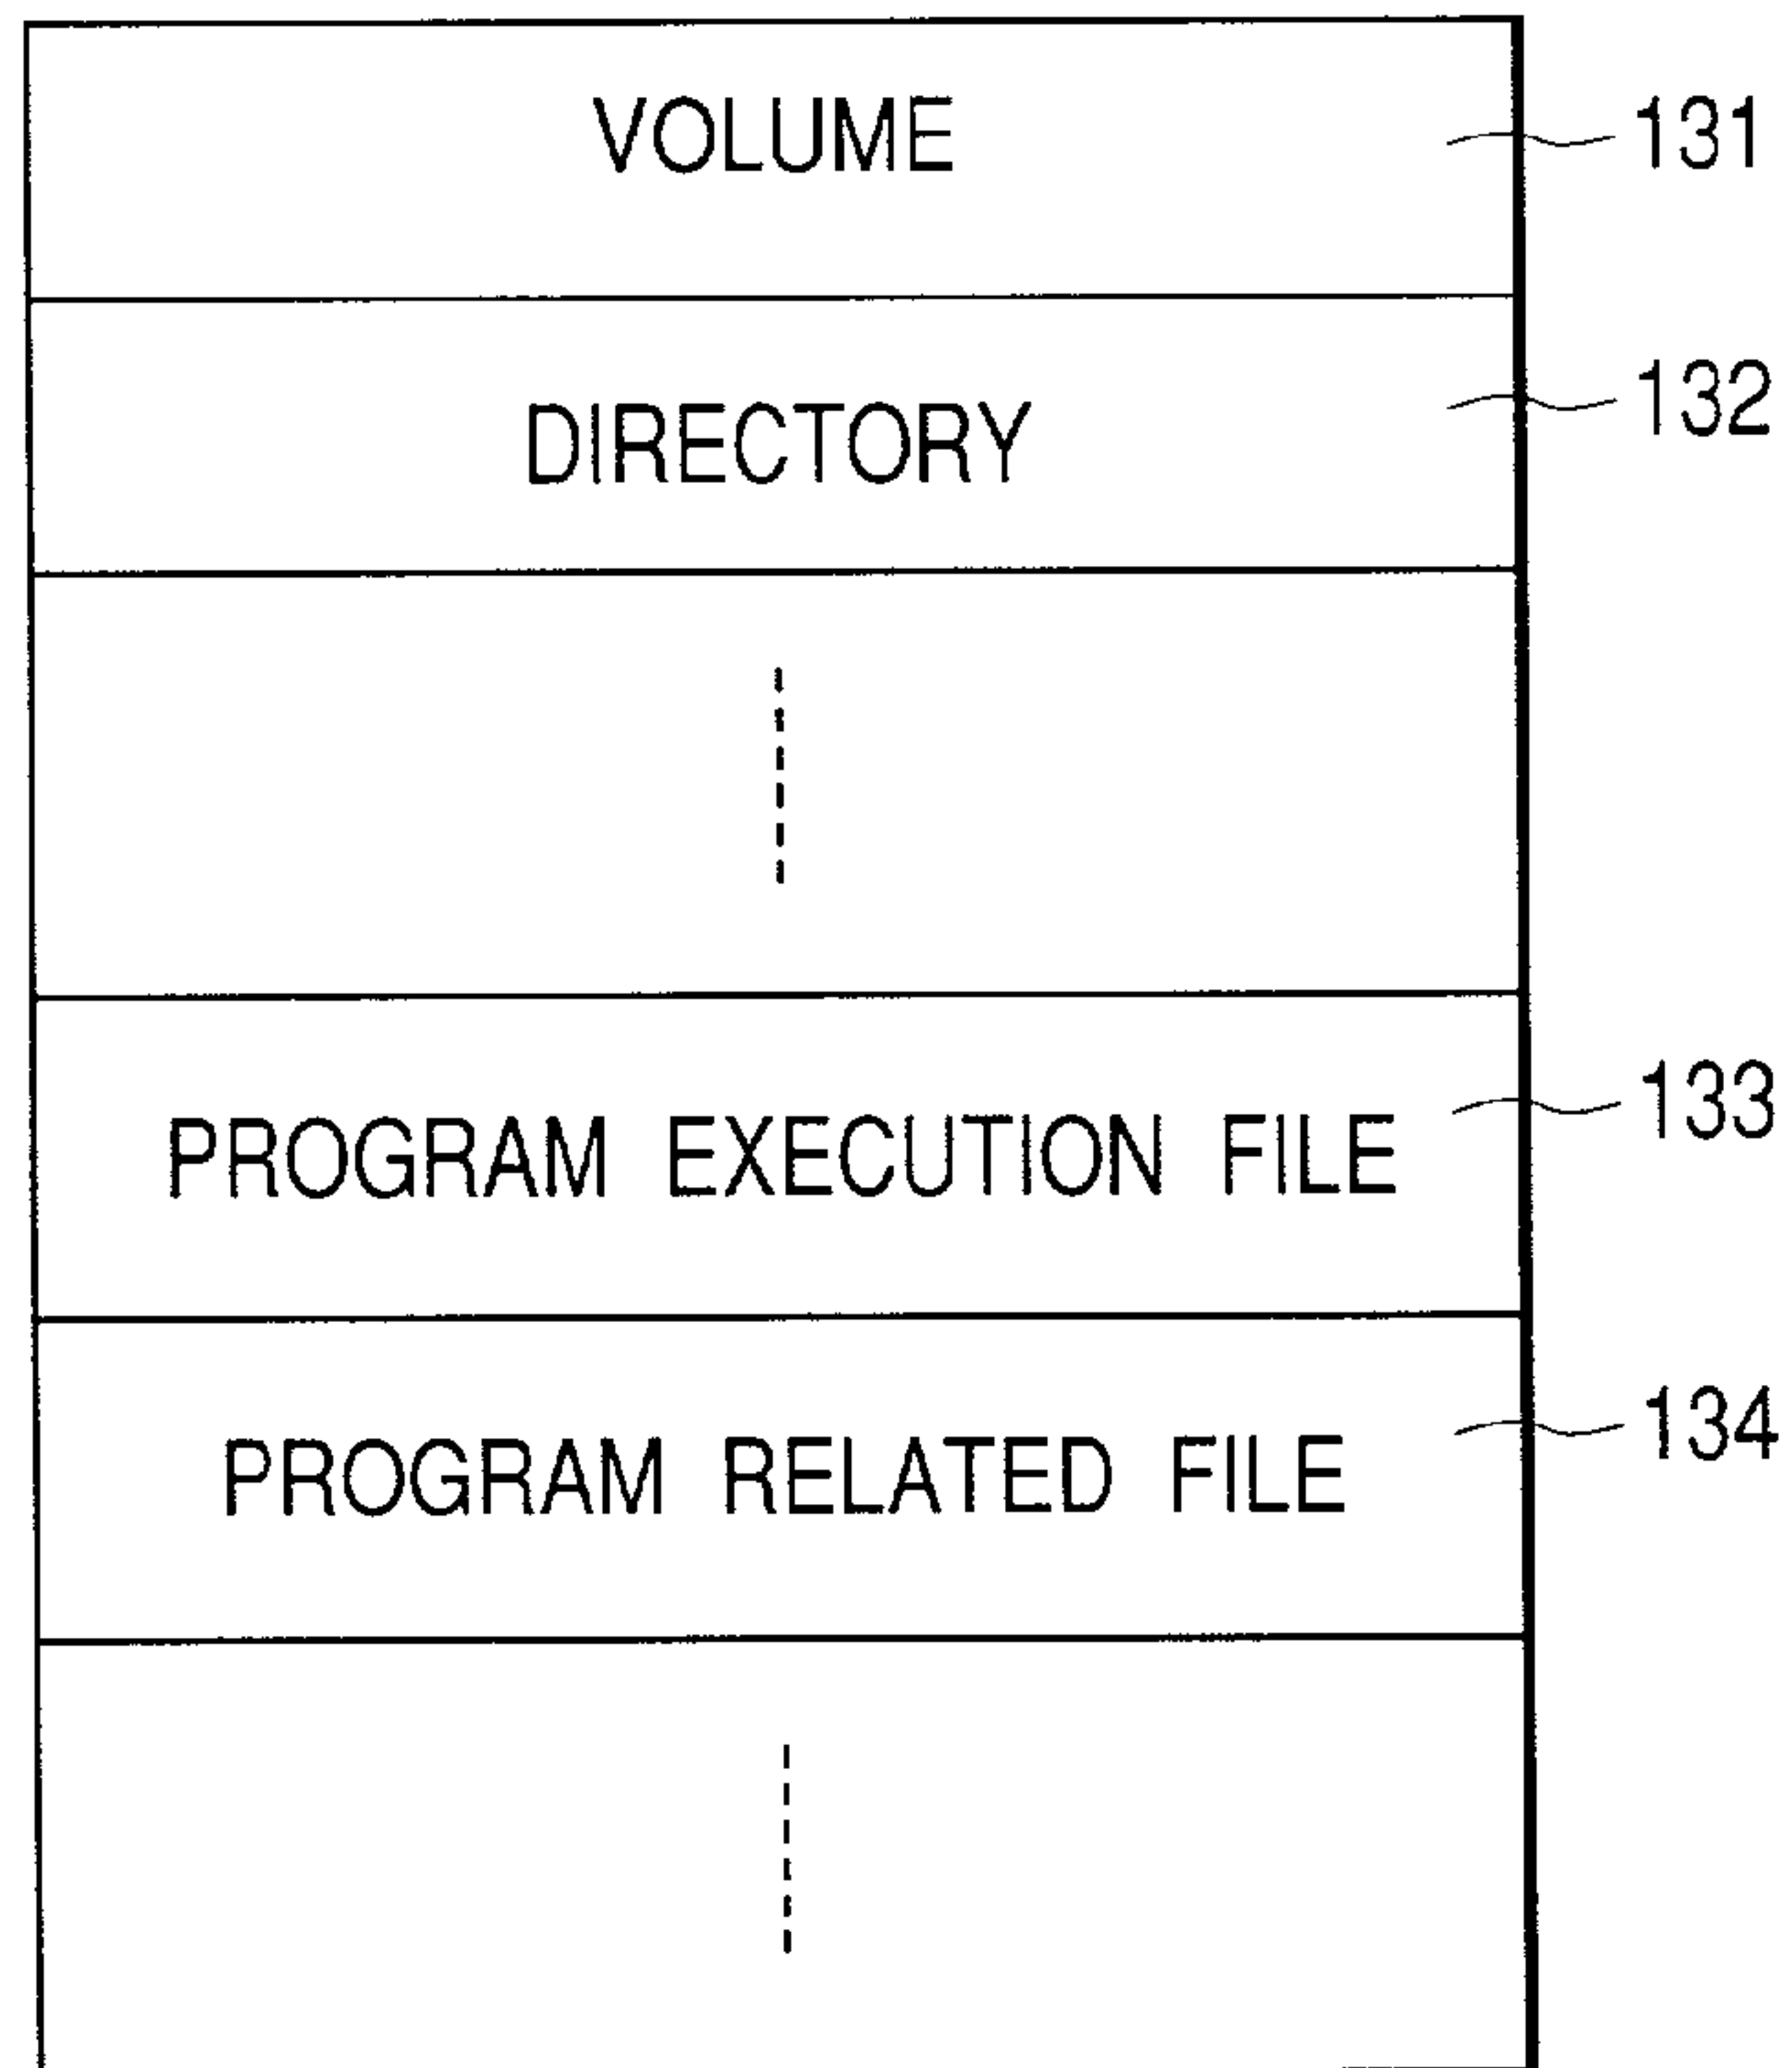 VOLUME 131
DIRECTORY 132
PROGRAM EXECUTION FILE 133
PROGRAM RELATED FILE 134